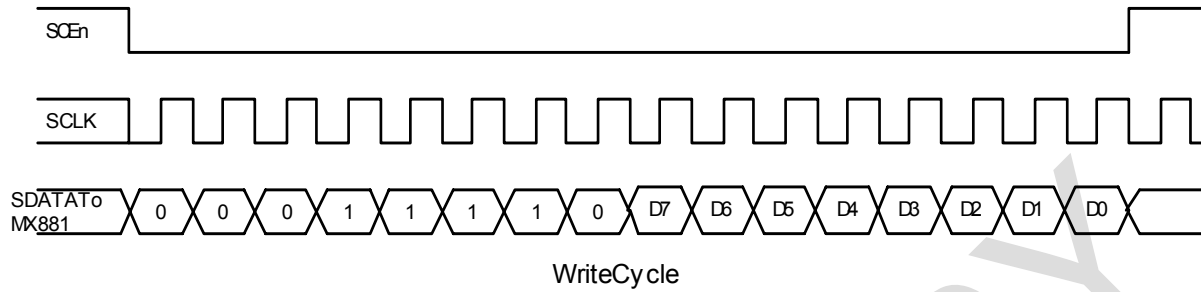 SCEn
SCLK
SDATATo
MX881
0 0 0 1 1 1 1 0 D7 D6 D5 D4 D3 D2 D1 D0
WriteCycle